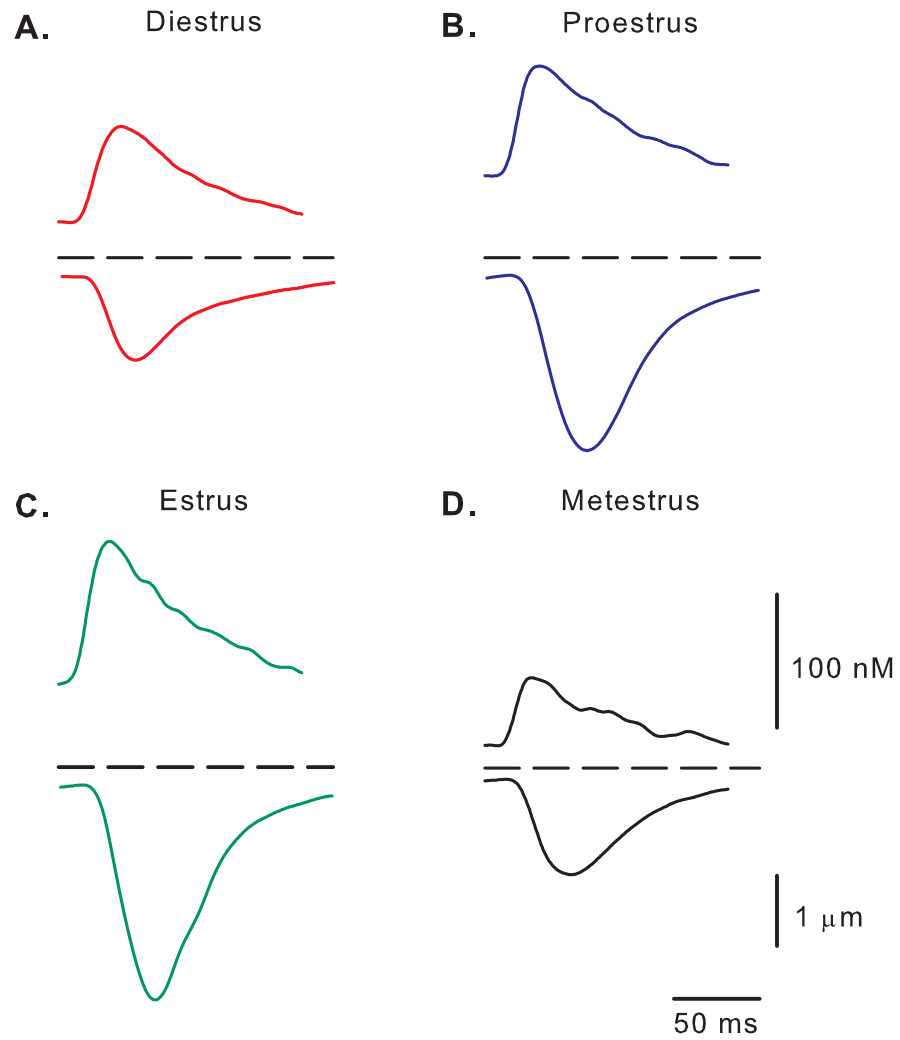 A. Diestrus
B. Proestrus
C. Estrus
D. Metestrus
100 nM
1 μm
50 ms